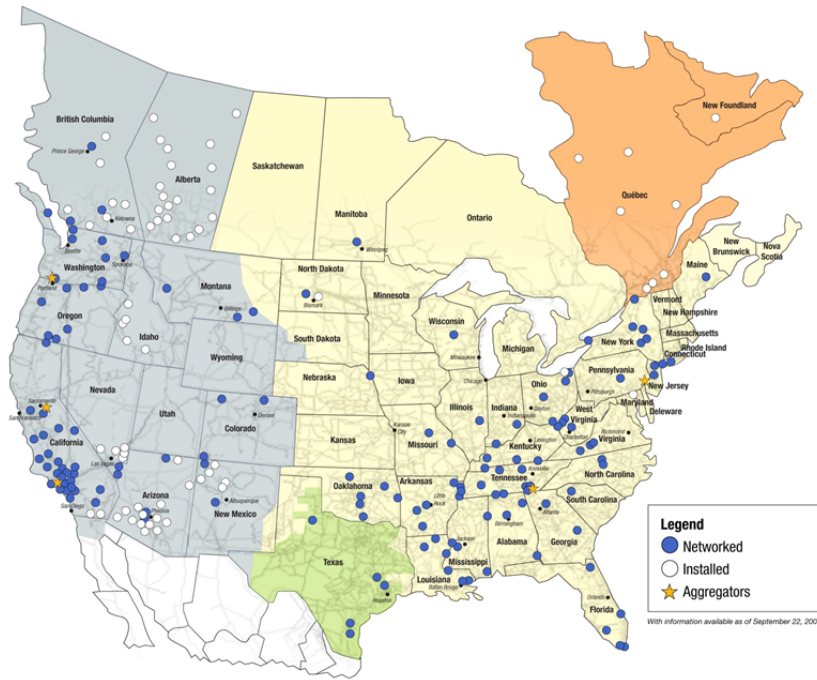 New Foundland
British Columbia
Prince George
Alberta
Saskatchewan
Québec
Manitoba
Ontario
Kelowna
New
Brunswick
Nova
Scotia
Winnipeg
Seattle
Maine
Washington
Spokane
North Dakota
Portland
Montana
Bismark
Minnesota
Vermont
Billings
New Hampshire
Oregon
Wisconsin
Idaho
South Dakota
Massachusetts
New York
Rhode Island
Michigan
Connecticut
Wyoming
Milwaukee
Pennsylvania
Nebraska
Iowa
Chicago
Ohio
New Jersey
Nevada
Pittsburgh
Sacramento
Maryland
Utah
Illinois
Indiana
Dayton
West
Virginia
Deleware
San Francisco
Denver
Indianapolis
Colorado
Kansas
City
California
Kansas
Missouri
Lexington
Charleston
Richmond
Virginia
Kentucky
Las Vegas
Knoxville
North Carolina
Tennessee
Oaklahoma
Arkansas
Arizona
Albuquerque
Little
Rock
South Carolina
San Diego
Phoenix
New Mexico
Atlanta
Birmingham
Legend
Networked
Installed
Aggregators
Jackson
Alabama
Georgia
Texas
Mississippi
Louisiana
Baton Rouge
Houston
Orlando
Florida
With information available as of September 22, 200